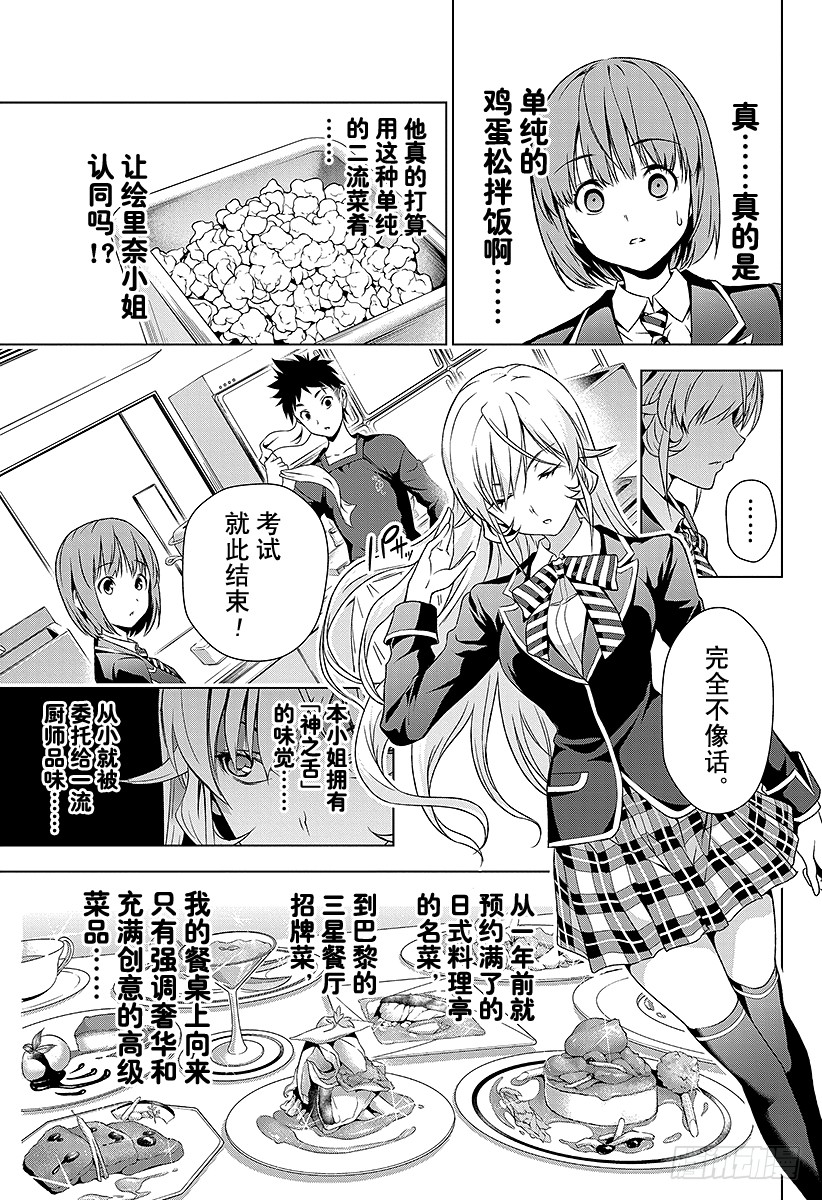 真……真的是
单纯的
鸡蛋松拌饭啊……
他真的打算
用这种单纯
的二流菜肴
……
让绘里奈小姐
认同吗!?
……
完全不像话。
考试
就此结束！
本小姐拥有
「神之舌」
的味觉……
从小就被
委托给一流
厨师品味……
从一年前就
预约满了的
日式料理亭
的名菜，
到巴黎的
三星餐厅
招牌菜，
我的餐桌上向来
只有强调奢华和
充满创意的高级
菜品……